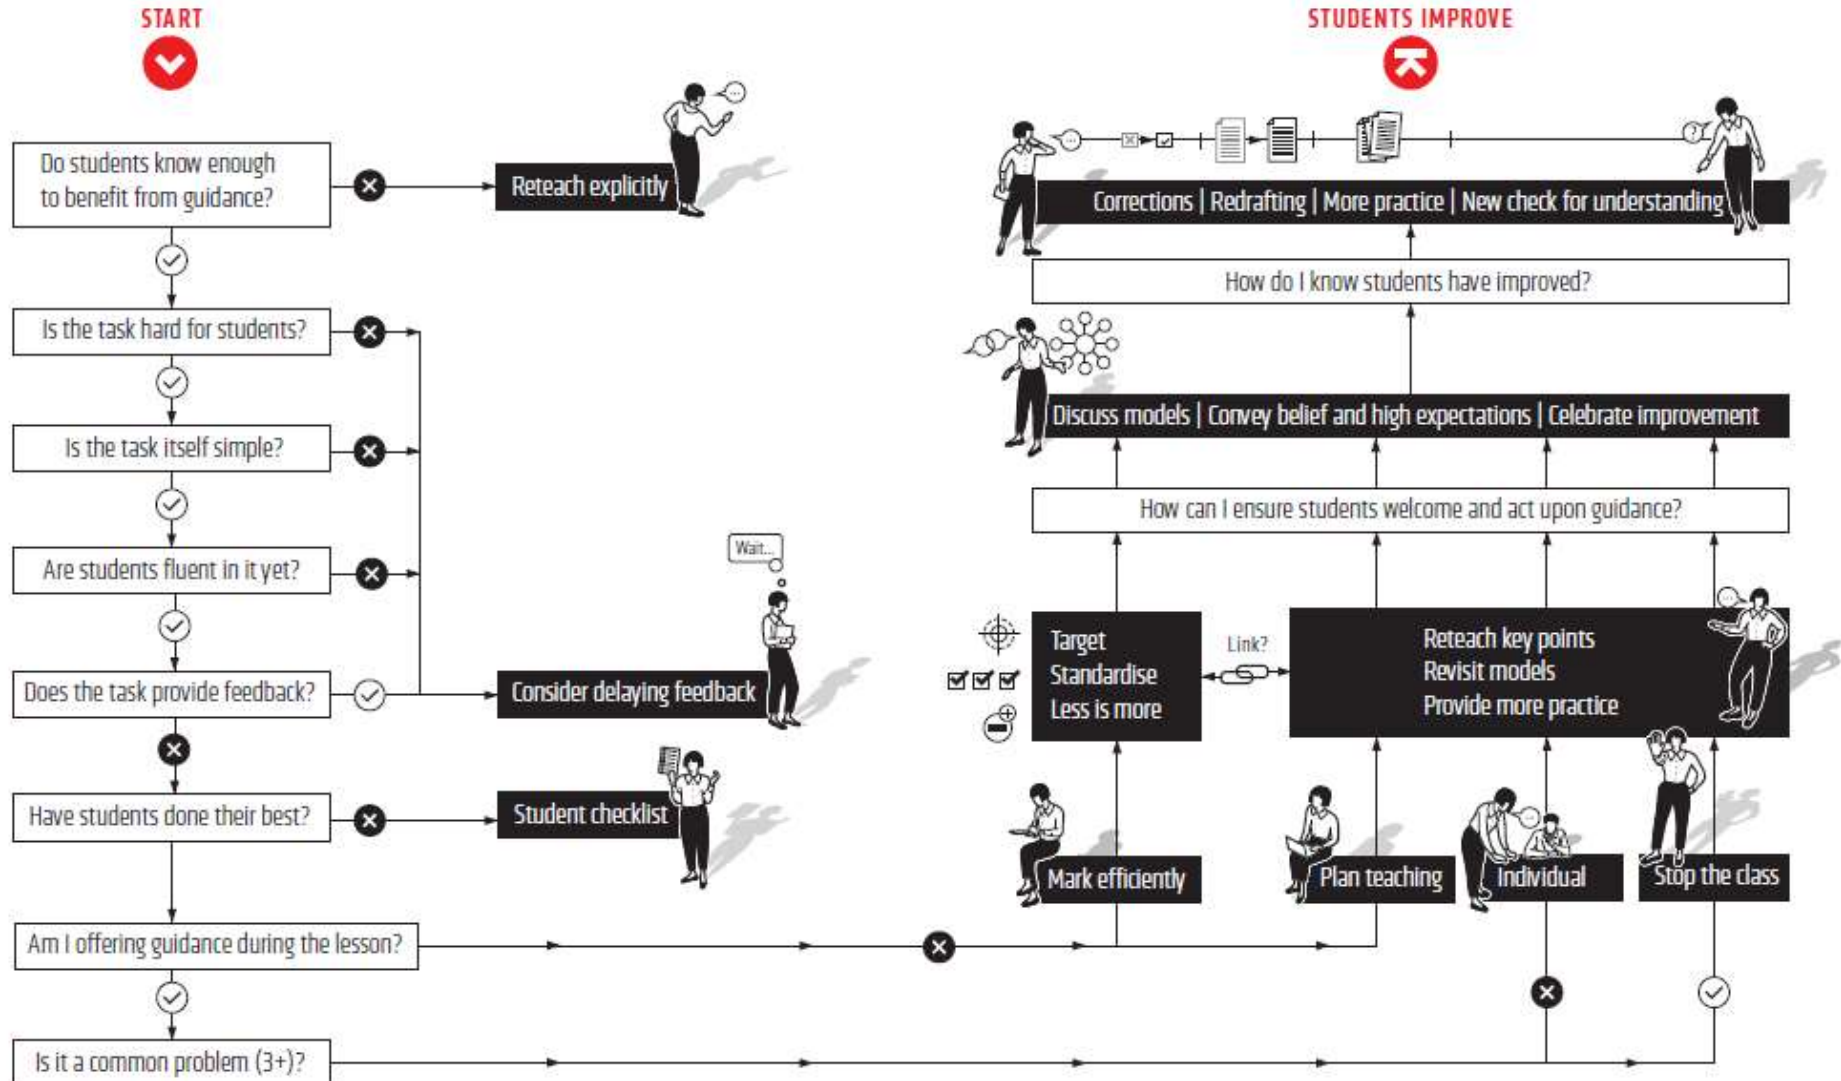 START
Do students know enough
to benefit from guidance?
Reteach explicitly
Is the task hard for students?
Is the task itself simple?
Are students fluent in it yet?
Wait...
Does the task provide feedback?
Consider delaying feedback
Have students done their best?
Student checklist
Am I offering guidance during the lesson?
Is it a common problem (3+)?
STUDENTS IMPROVE
Corrections | Redrafting | More practice | New check for understanding
How do I know students have improved?
Discuss models | Convey belief and high expectations | Celebrate improvement
How can I ensure students welcome and act upon guidance?
Target
Standardise
Less is more
Link?
Reteach key points
Revisit models
Provide more practice
Mark efficiently
Plan teaching
Individual
Stop the class